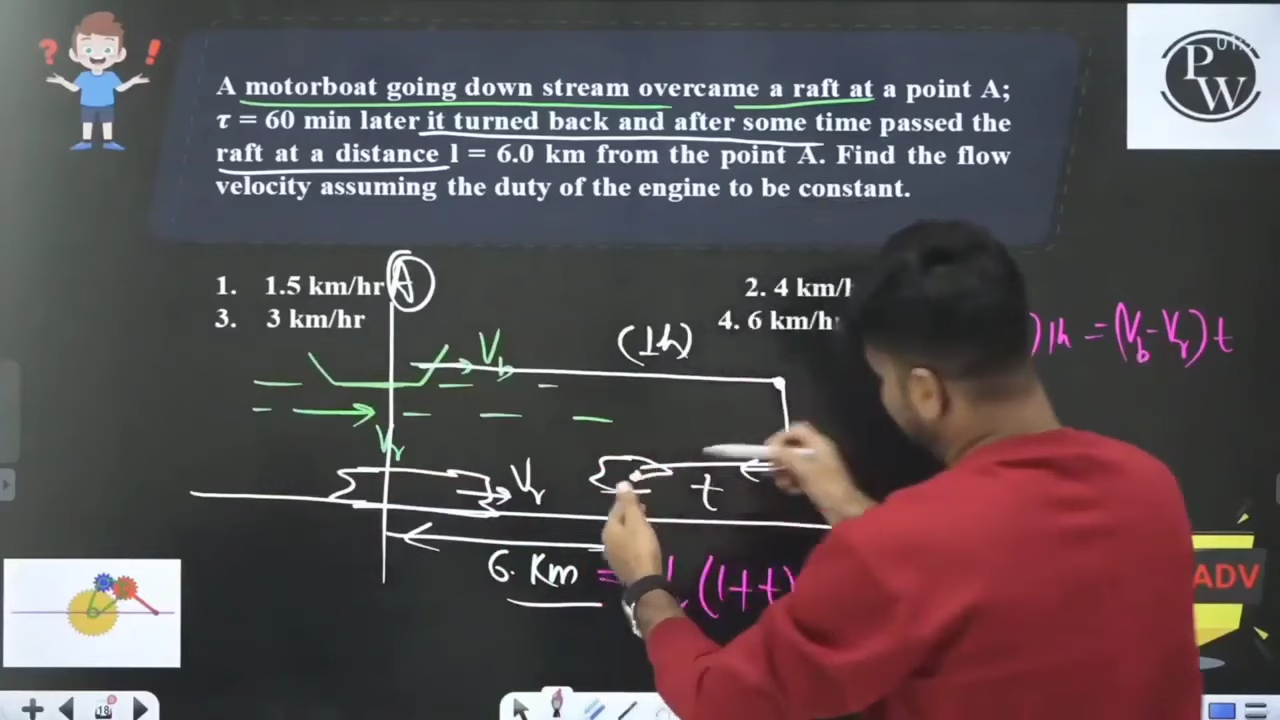 ? !
A motorboat going down stream overcame a raft at a point A;
τ = 60 min later it turned back and after some time passed the
raft at a distance l = 6.0 km from the point A. Find the flow
velocity assuming the duty of the engine to be constant.
P
W
1. 1.5 km/hr
A
2. 4 km/h
3. 3 km/hr
4. 6 km/hr
(1h)
) 1h = (Vb - Vr) t
Vb
Vr
Vr
t
6. Km = (1+t)
ADV
18